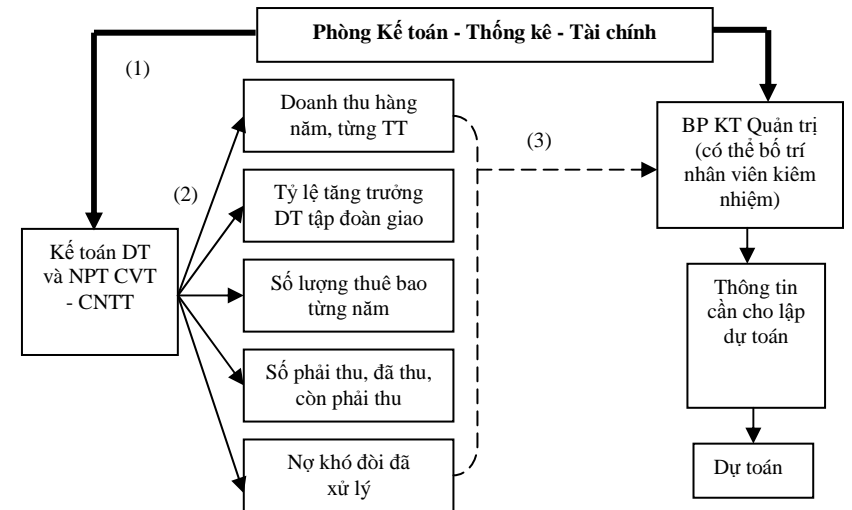 Phòng Kế toán - Thống kê - Tài chính
(1)
Doanh thu hàng
năm, từng TT
(2)
Tỷ lệ tăng trưởng
DT tập đoàn giao
Số lượng thuê bao
từng năm
Số phải thu, đã thu,
còn phải thu
Nợ khó đòi đã
xử lý
Kế toán DT
và NPT CVT
- CNTT
(3)
BP KT Quản trị
(có thể bố trí
nhân viên kiêm
nhiệm)
Thông tin
cần cho lập
dự toán
Dự toán